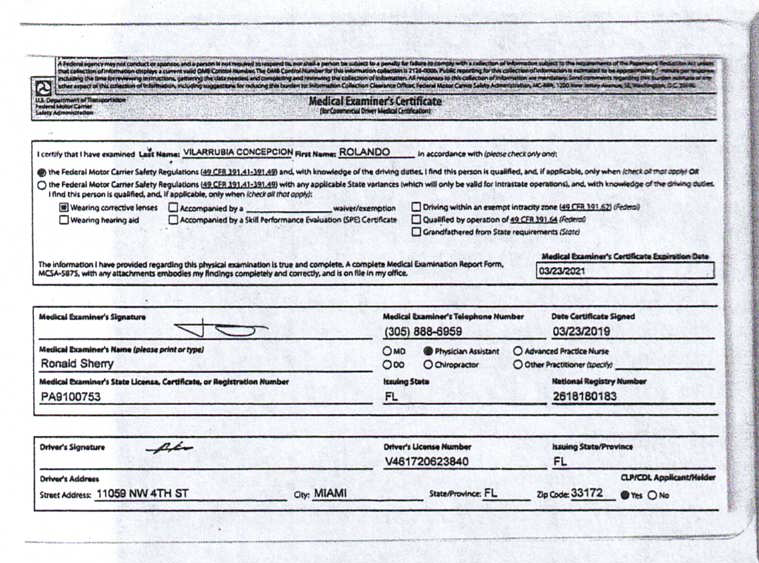 A Federal agency may not conduct or sponsor, and a person is not required to respond to, nor shall a person be subject to a penalty for failure to comply with a collection of information subject to the requirements of the Paperwork Reduction Act unless
that collection of information displays a current valid OMB Control Number. The OMB Control Number for this information collection is 2126-0006. Public reporting for this collection of information is estimated to be approximately minute per response,
including the time for reviewing instructions, gathering the data needed, and completing and reviewing the collection of information. All responses to this collection of information are mandatory. Send comments regarding this burden estimate or any
other aspect of this collection of information, including suggestions for reducing this burden to: Information Collection Clearance Officer, Federal Motor Carrier Safety Administration, MC-RRA, 1200 New Jersey Avenue, SE, Washington, D.C. 20590.
U.S. Department of Transportation
Federal Motor Carrier
Safety Administration
Medical Examiner's Certificate
(for Commercial Driver Medical Certification)
I certify that I have examined Last Name: VILARRUBIA CONCEPCION First Name: ROLANDO in accordance with (please check only one):
the Federal Motor Carrier Safety Regulations (49 CFR 391.41-391.49) and, with knowledge of the driving duties, I find this person is qualified, and, if applicable, only when (check all that apply) OR
the Federal Motor Carrier Safety Regulations (49 CFR 391.41-391.49) with any applicable State variances (which will only be valid for intrastate operations), and, with knowledge of the driving duties,
I find this person is qualified, and, if applicable, only when (check all that apply):
Wearing corrective lenses Accompanied by a waiver/exemption Driving within an exempt intracity zone (49 CFR 391.62) (Federal)
Wearing hearing aid Accompanied by a Skill Performance Evaluation (SPE) Certificate Qualified by operation of 49 CFR 391.64 (Federal)
Grandfathered from State requirements (State)
Medical Examiner's Certificate Expiration Date
The information I have provided regarding this physical examination is true and complete. A complete Medical Examination Report Form,
MCSA-5875, with any attachments embodies my findings completely and correctly, and is on file in my office.
03/23/2021
Medical Examiner's Signature Medical Examiner's Telephone Number Date Certificate Signed
(305) 888-6959 03/23/2019
Medical Examiner's Name (please print or type) MD Physician Assistant Advanced Practice Nurse
Ronald Sherry DO Chiropractor Other Practitioner (specify)
Medical Examiner's State License, Certificate, or Registration Number Issuing State National Registry Number
PA9100753 FL 2618180183
Driver's Signature Driver's License Number Issuing State/Province
V461720623840 FL
Driver's Address CLP/CDL Applicant/Holder
Street Address: 11059 NW 4TH ST City: MIAMI State/Province: FL Zip Code: 33172 Yes No